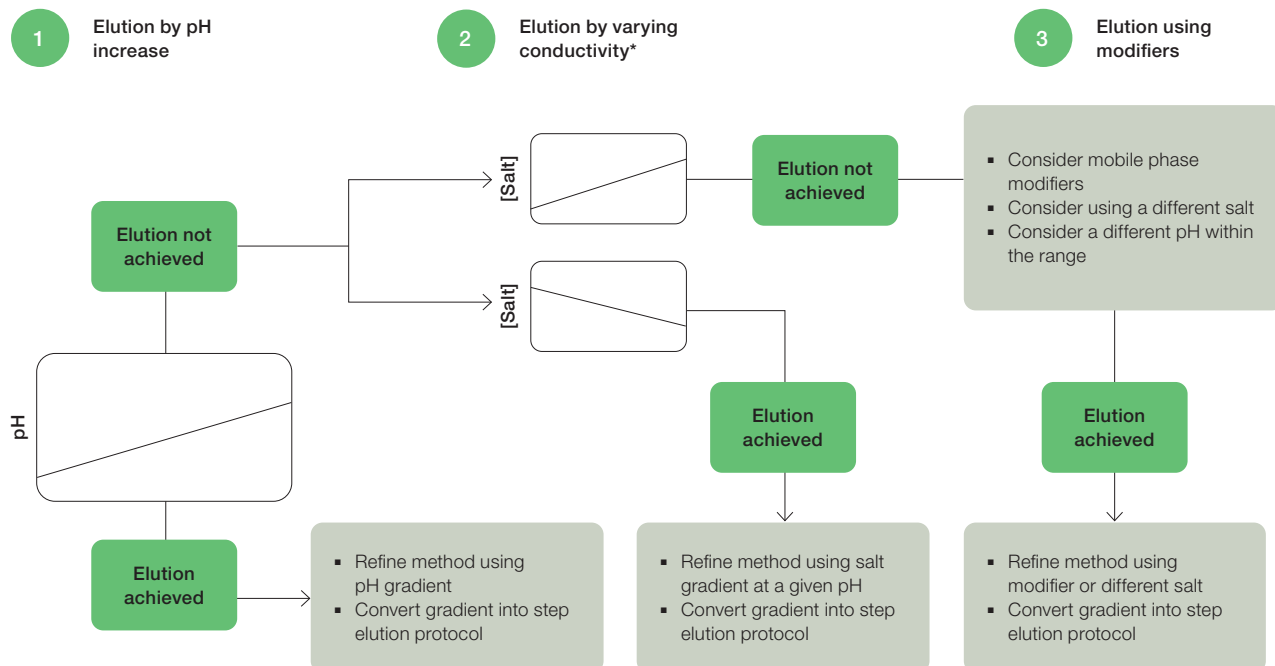 1
Elution by pH
increase
2
Elution by varying
conductivity*
3
Elution using
modifiers
Elution not
achieved
pH
Elution
achieved
▪ Refine method using
pH gradient
▪ Convert gradient into step
elution protocol
[Salt]
[Salt]
Elution not
achieved
Elution
achieved
▪ Refine method using salt
gradient at a given pH
▪ Convert gradient into step
elution protocol
▪ Consider mobile phase
modifiers
▪ Consider using a different salt
▪ Consider a different pH within
the range
Elution
achieved
▪ Refine method using
modifier or different salt
▪ Convert gradient into step
elution protocol